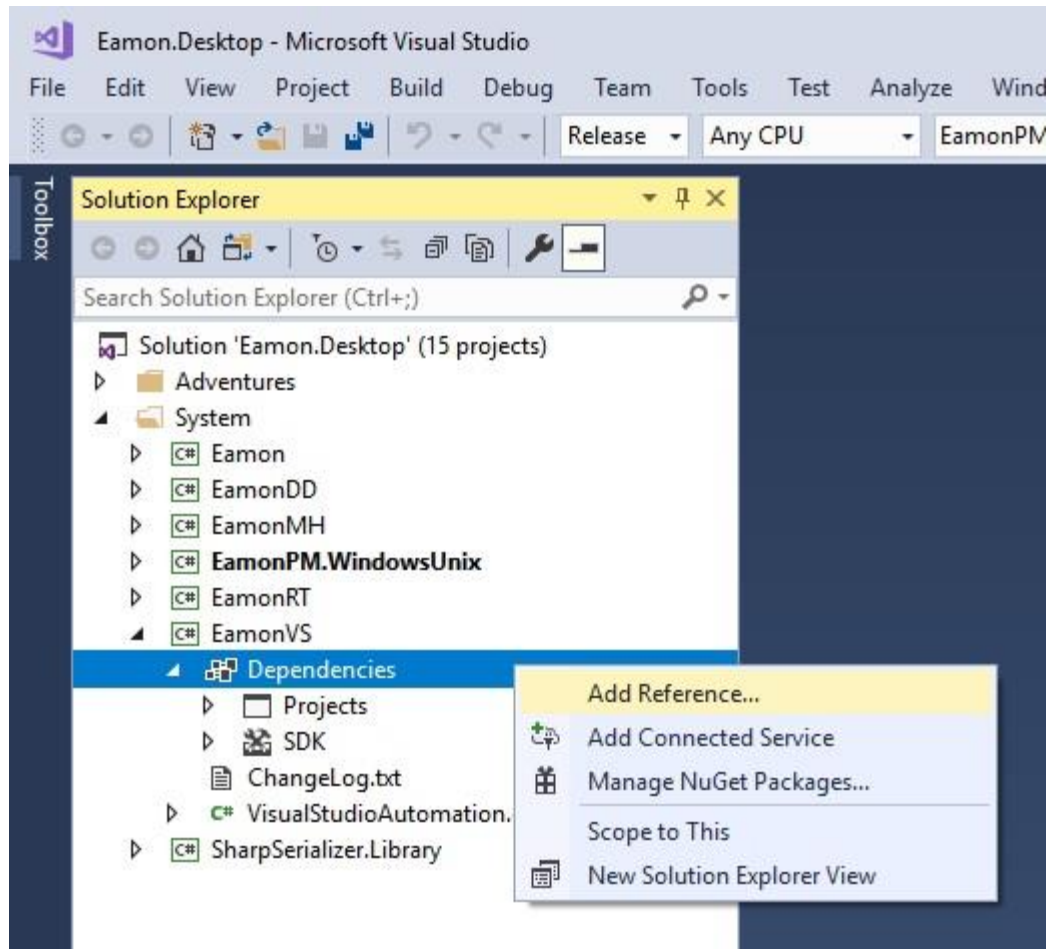 Eamon.Desktop - Microsoft Visual Studio
File Edit View Project Build Debug Team Tools Test Analyze Wind
Release Any CPU EamonPM
Toolbox
Solution Explorer
Search Solution Explorer (Ctrl+;)
Solution 'Eamon.Desktop' (15 projects)
Adventures
System
C# Eamon
C# EamonDD
C# EamonMH
C# EamonPM.WindowsUnix
C# EamonRT
C# EamonVS
Dependencies
Add Reference...
Projects
Add Connected Service
SDK
Manage NuGet Packages...
ChangeLog.txt
C# VisualStudioAutomation.
Scope to This
C# SharpSerializer.Library
New Solution Explorer View